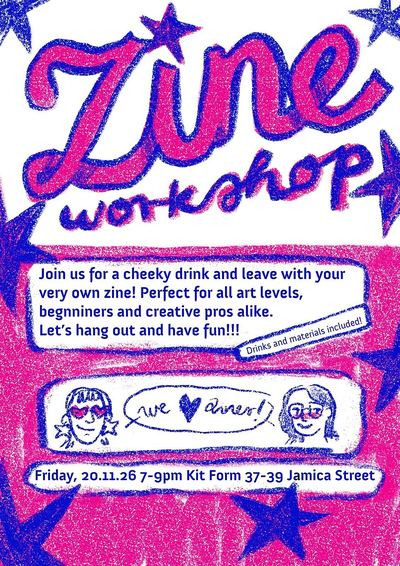 Zine
workshop
Join us for a cheeky drink and leave with your
very own zine! Perfect for all art levels,
begnniners and creative pros alike.
Let's hang out and have fun!!!
Drinks and materials included!
we ♥ zines!
Friday, 20.11.26 7-9pm Kit Form 37-39 Jamica Street